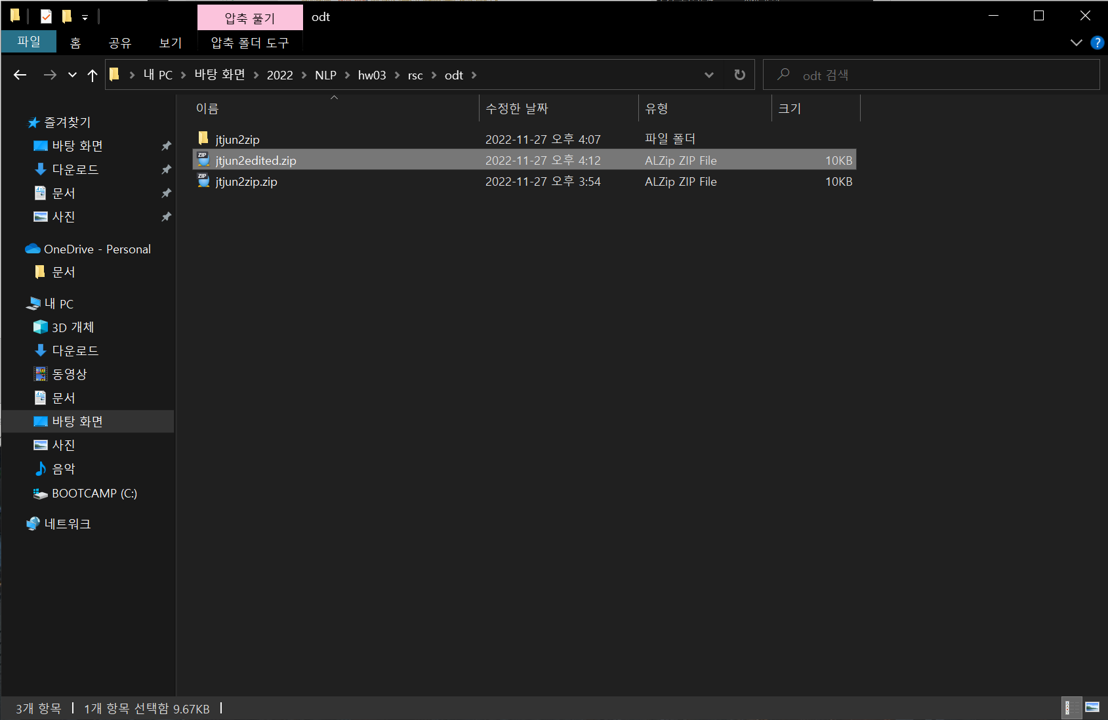 압축 풀기
odt
파일
홈
공유
보기
압축 폴더 도구
내 PC
바탕 화면
2022
NLP
hw03
rsc
odt
odt 검색
이름
수정한 날짜
유형
크기
jtjun2zip
2022-11-27 오후 4:07
파일 폴더
jtjun2edited.zip
2022-11-27 오후 4:12
ALZip ZIP File
10KB
jtjun2zip.zip
2022-11-27 오후 3:54
ALZip ZIP File
10KB
즐겨찾기
바탕 화면
다운로드
문서
사진
OneDrive - Personal
문서
내 PC
3D 개체
다운로드
동영상
문서
바탕 화면
사진
음악
BOOTCAMP (C:)
네트워크
3개 항목
1개 항목 선택함 9.67KB